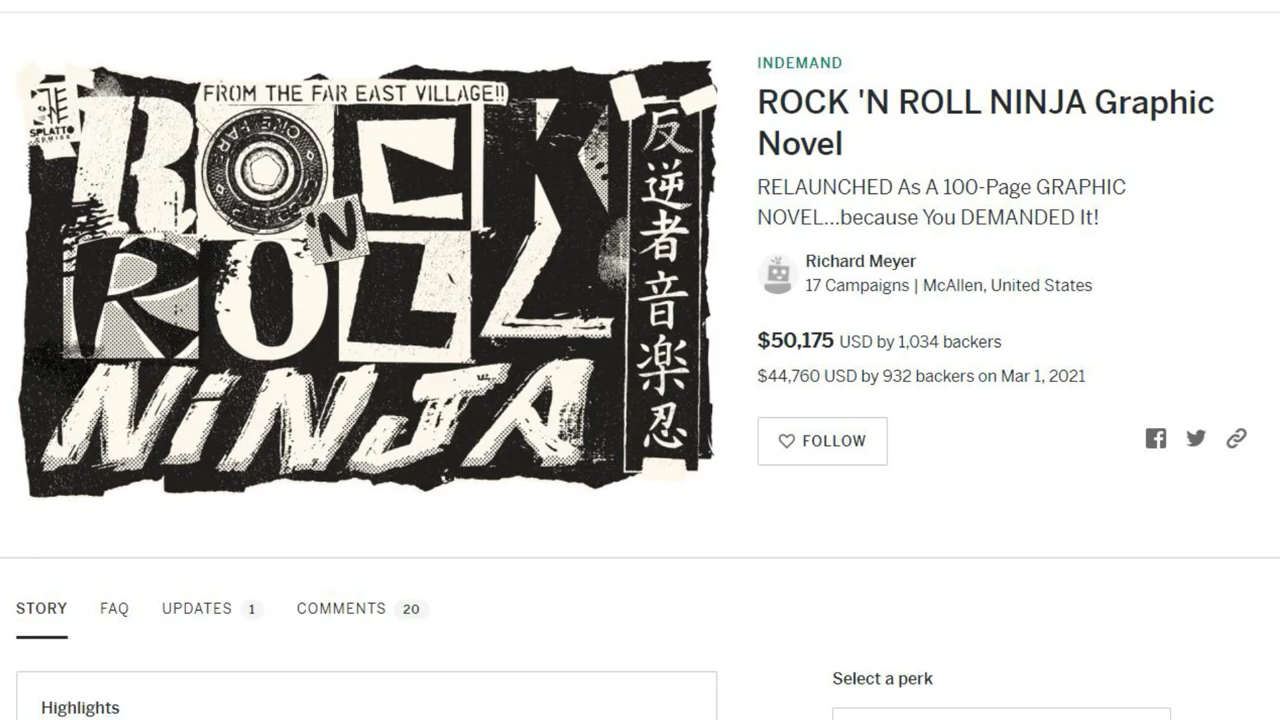 INDEMAND
ROCK 'N ROLL NINJA Graphic
Novel
RELAUNCHED As A 100-Page GRAPHIC
NOVEL...because You DEMANDED It!
Richard Meyer
17 Campaigns | McAllen, United States
$50,175 USD by 1,034 backers
$44,760 USD by 932 backers on Mar 1, 2021
FOLLOW
FROM THE FAR EAST VILLAGE!!
SPLATTO
COMICS
ROCK
'N
ROLL
NiNJA
反逆者音楽忍
STORY
FAQ
UPDATES 1
COMMENTS 20
Highlights
Select a perk